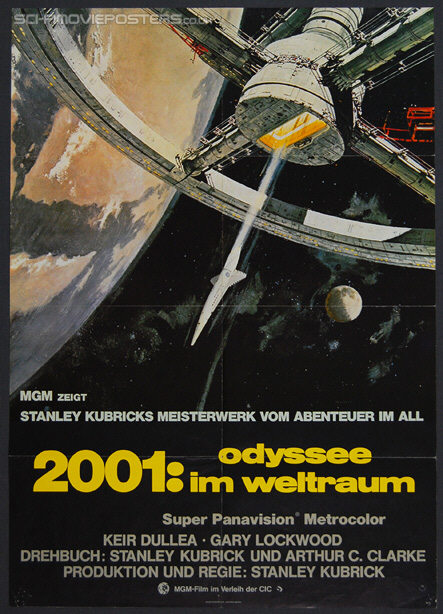 SCI-FIMOVIEPOSTERS.co.uk
MGM ZEIGT
STANLEY KUBRICKS MEISTERWERK VOM ABENTEUER IM ALL
2001: odyssee
im weltraum
Super Panavision® Metrocolor
KEIR DULLEA · GARY LOCKWOOD
DREHBUCH: STANLEY KUBRICK UND ARTHUR C. CLARKE
PRODUKTION UND REGIE: STANLEY KUBRICK
MGM-Film im Verleih der CIC